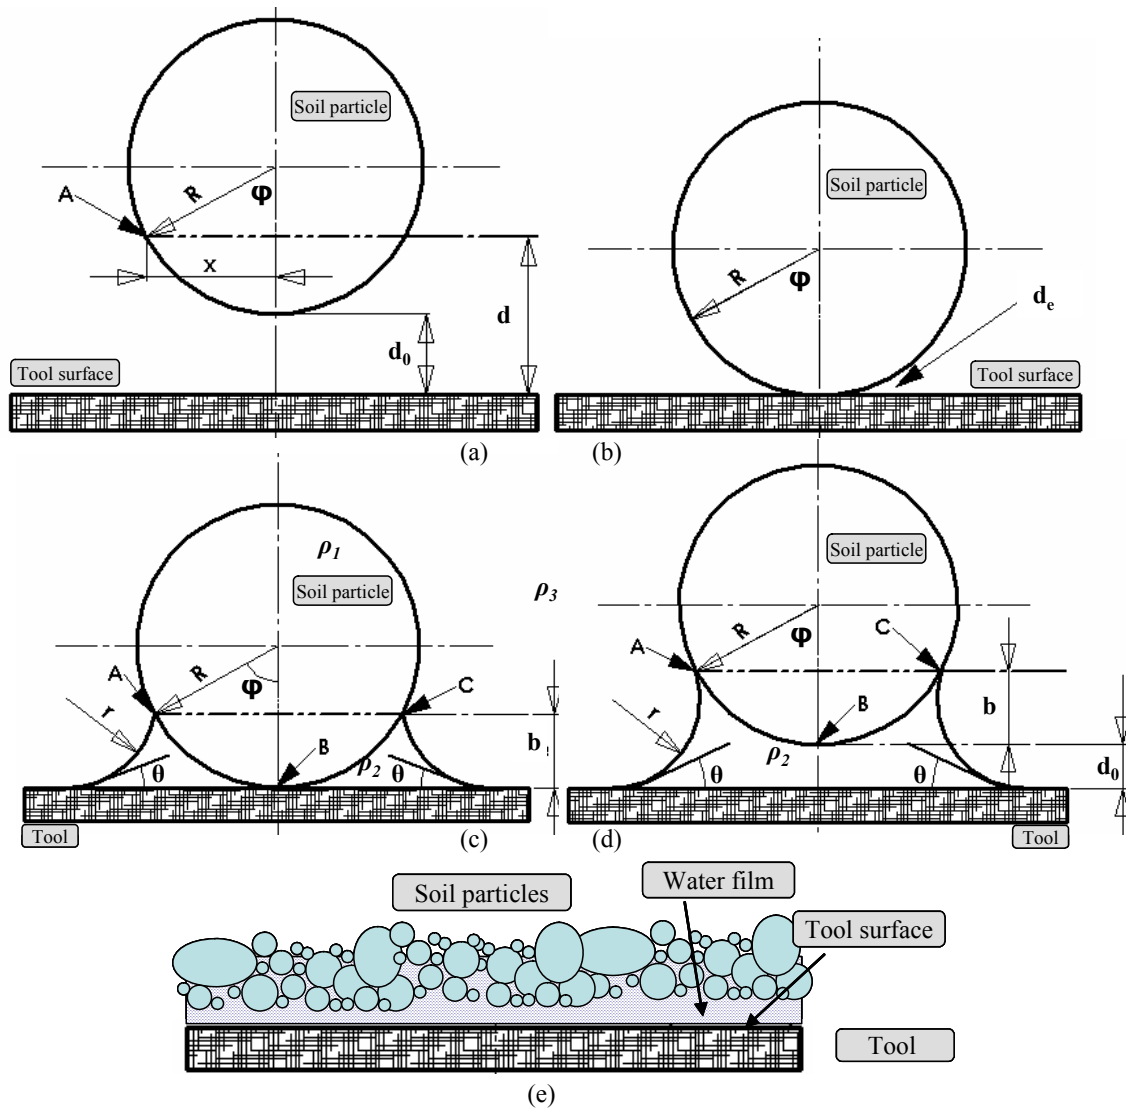 Soil particle
A
R
φ
x
d
d0
Tool surface
(a)
Soil particle
R
φ
de
Tool surface
(b)
ρ1
Soil particle
ρ3
A
R
φ
C
r
B
b
ρ2
θ
θ
Tool
(c)
Soil particle
A
R
φ
C
r
B
b
ρ2
θ
θ
d0
Tool
(d)
Soil particles
Water film
Tool surface
Tool
(e)